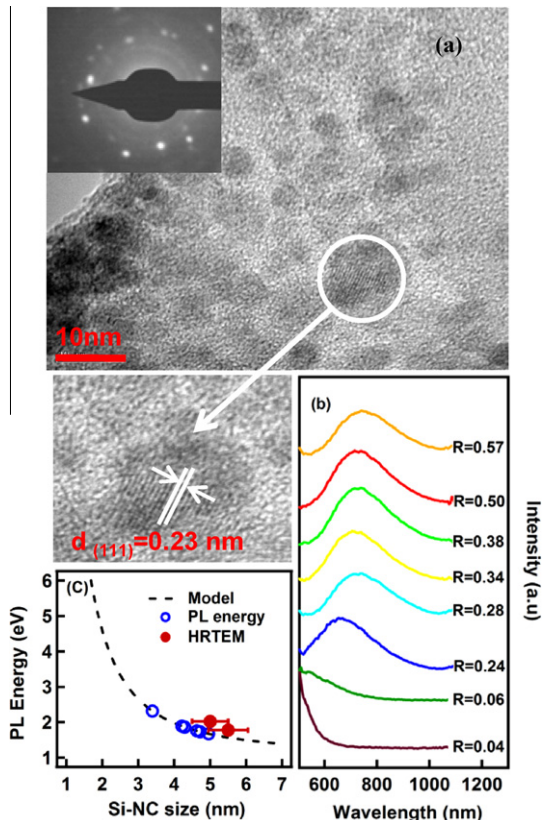 (a)
10nm
d (111)=0.23 nm
(b)
R=0.57
R=0.50
R=0.38
R=0.34
R=0.28
R=0.24
R=0.06
R=0.04
Intensity (a.u)
600 800 1000 1200
Wavelength (nm)
(C)
Model
PL energy
HRTEM
6
5
4
3
2
1
PL Energy (eV)
1 2 3 4 5 6 7
Si-NC size (nm)